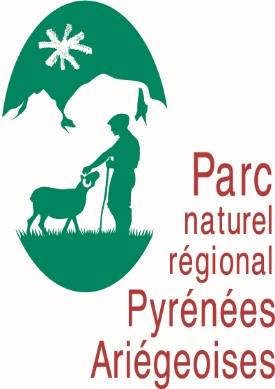 Parc
naturel
régional
Pyrénées
Ariégeoises